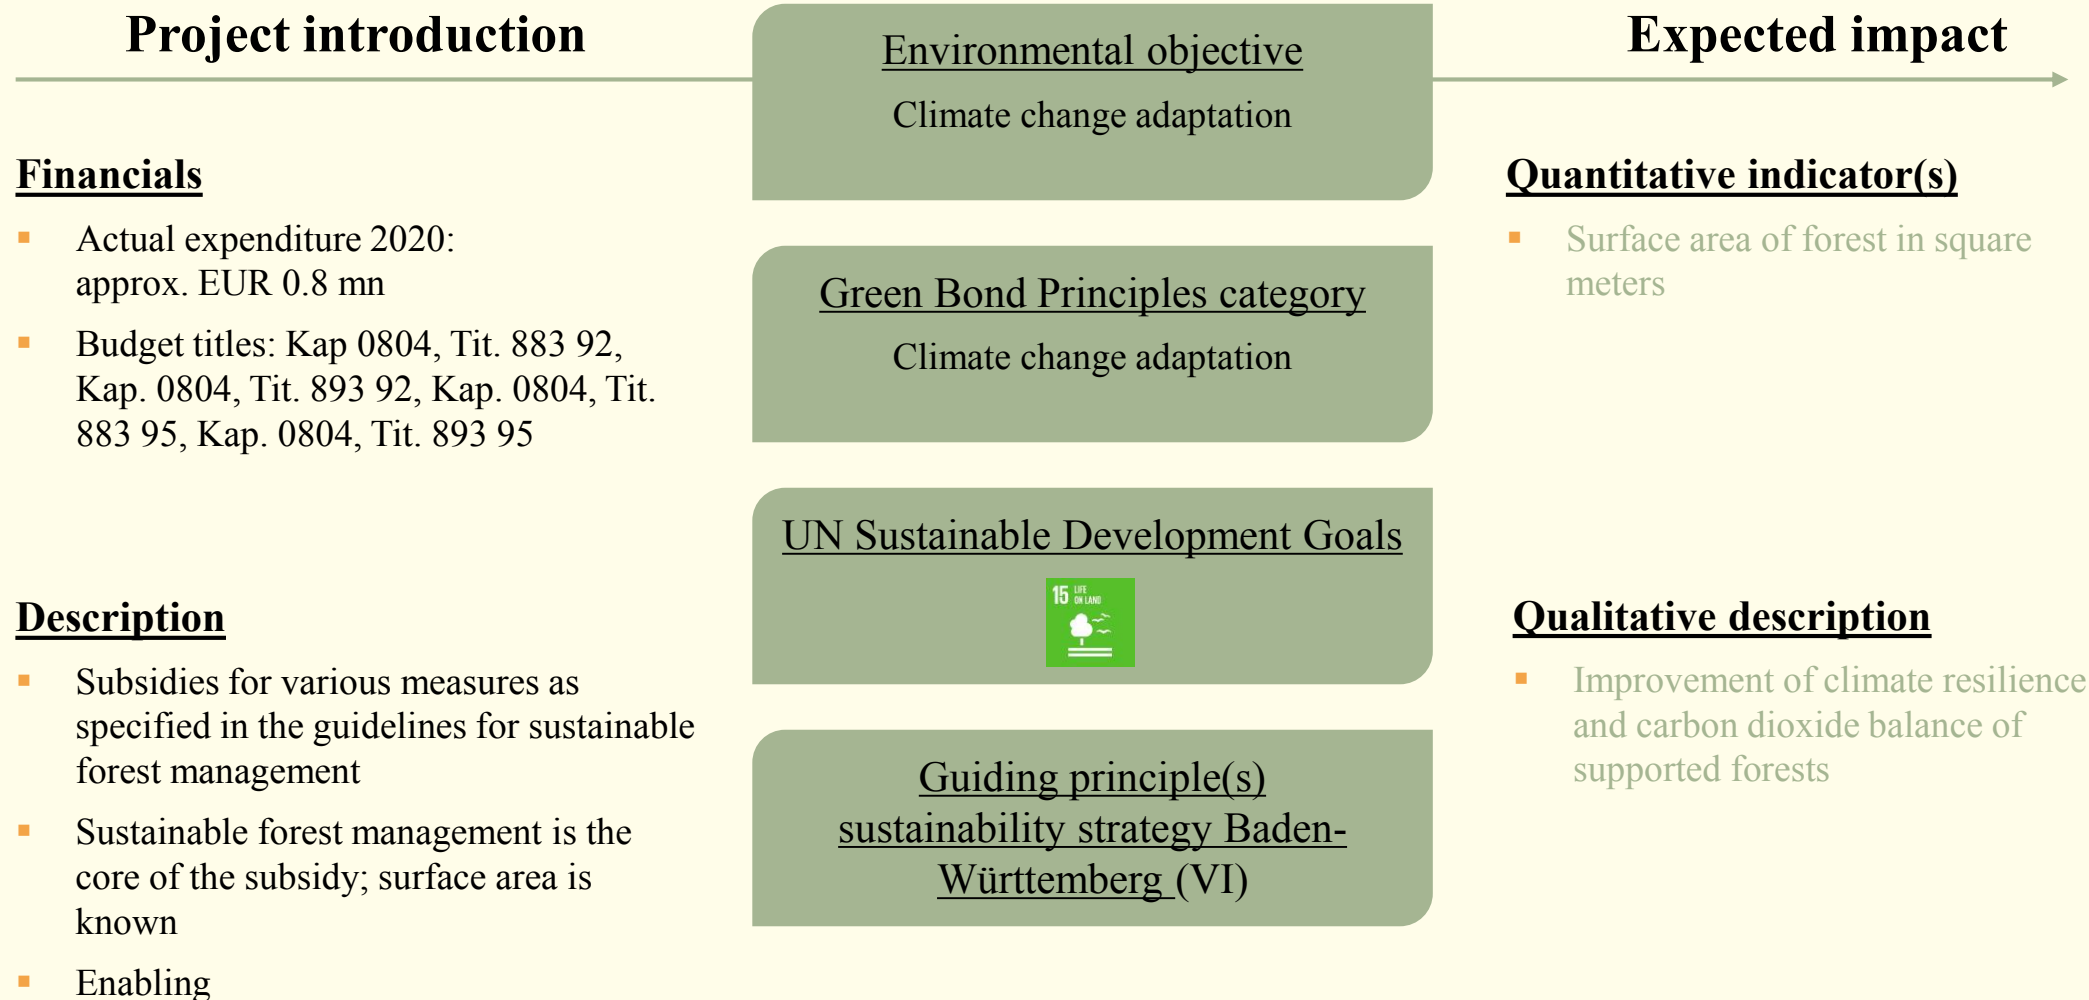 Project introduction
Financials
Actual expenditure 2020:
approx. EUR 0.8 mn
Budget titles: Kap 0804, Tit. 883 92,
Kap. 0804, Tit. 893 92, Kap. 0804, Tit.
883 95, Kap. 0804, Tit. 893 95
Description
Subsidies for various measures as
specified in the guidelines for sustainable
forest management
Sustainable forest management is the
core of the subsidy; surface area is
known
Enabling
Environmental objective
Climate change adaptation
Green Bond Principles category
Climate change adaptation
UN Sustainable Development Goals
15 LIFE
ON LAND
Guiding principle(s)
sustainability strategy Baden-
Württemberg (VI)
Expected impact
Quantitative indicator(s)
Surface area of forest in square
meters
Qualitative description
Improvement of climate resilience
and carbon dioxide balance of
supported forests